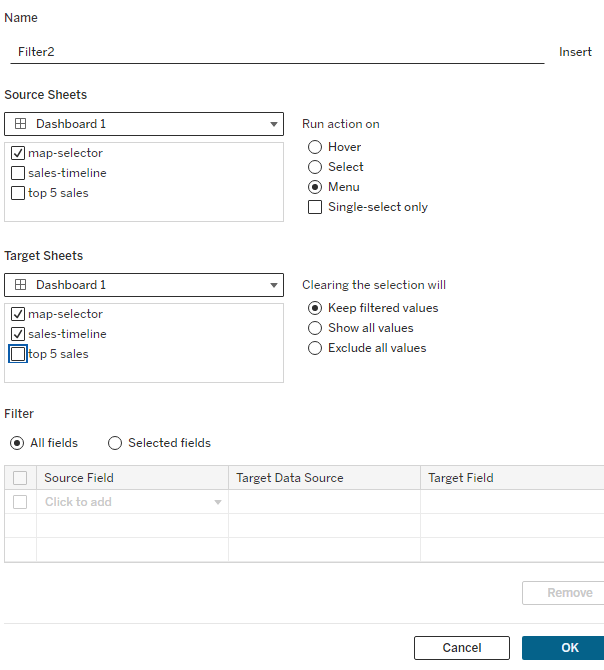 Name
Filter2 Insert
Source Sheets
Dashboard 1 Run action on
map-selector Hover
sales-timeline Select
top 5 sales Menu
Single-select only
Target Sheets
Dashboard 1 Clearing the selection will
map-selector Keep filtered values
sales-timeline Show all values
top 5 sales Exclude all values
Filter
All fields Selected fields
Source Field Target Data Source Target Field
Click to add
Remove
Cancel OK